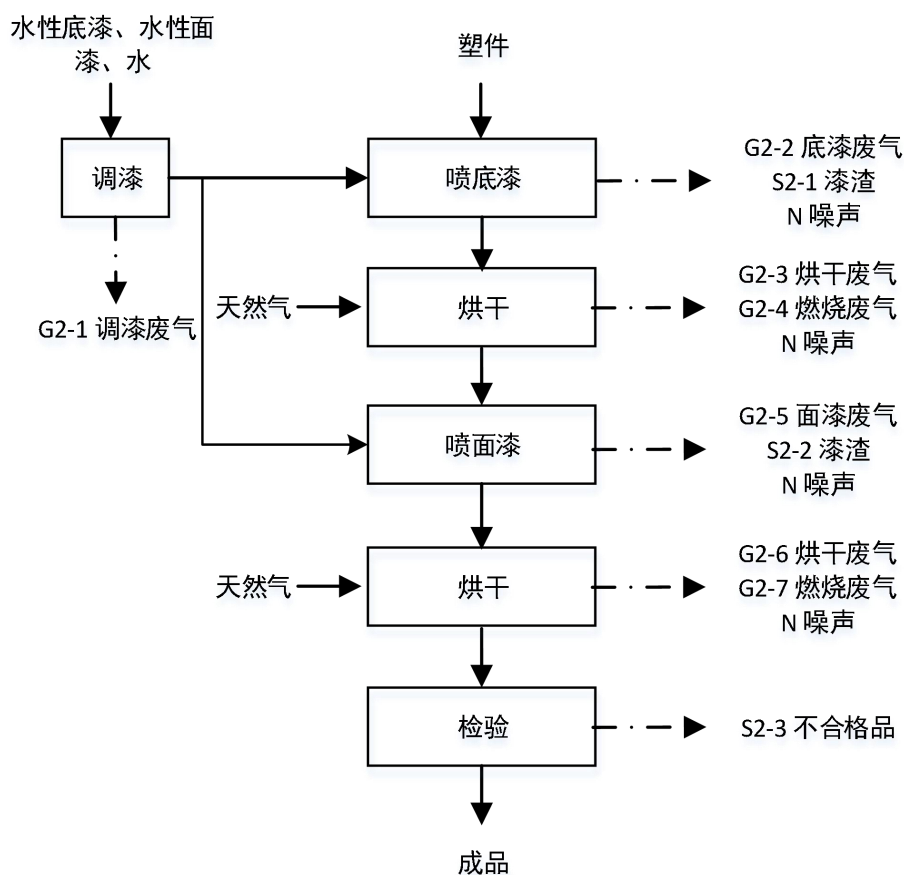 水性底漆、水性面
漆、水
塑件
调漆
喷底漆
G2-2 底漆废气
S2-1 漆渣
N 噪声
G2-1 调漆废气
天然气
烘干
G2-3 烘干废气
G2-4 燃烧废气
N 噪声
喷面漆
G2-5 面漆废气
S2-2 漆渣
N 噪声
天然气
烘干
G2-6 烘干废气
G2-7 燃烧废气
N 噪声
检验
S2-3 不合格品
成品